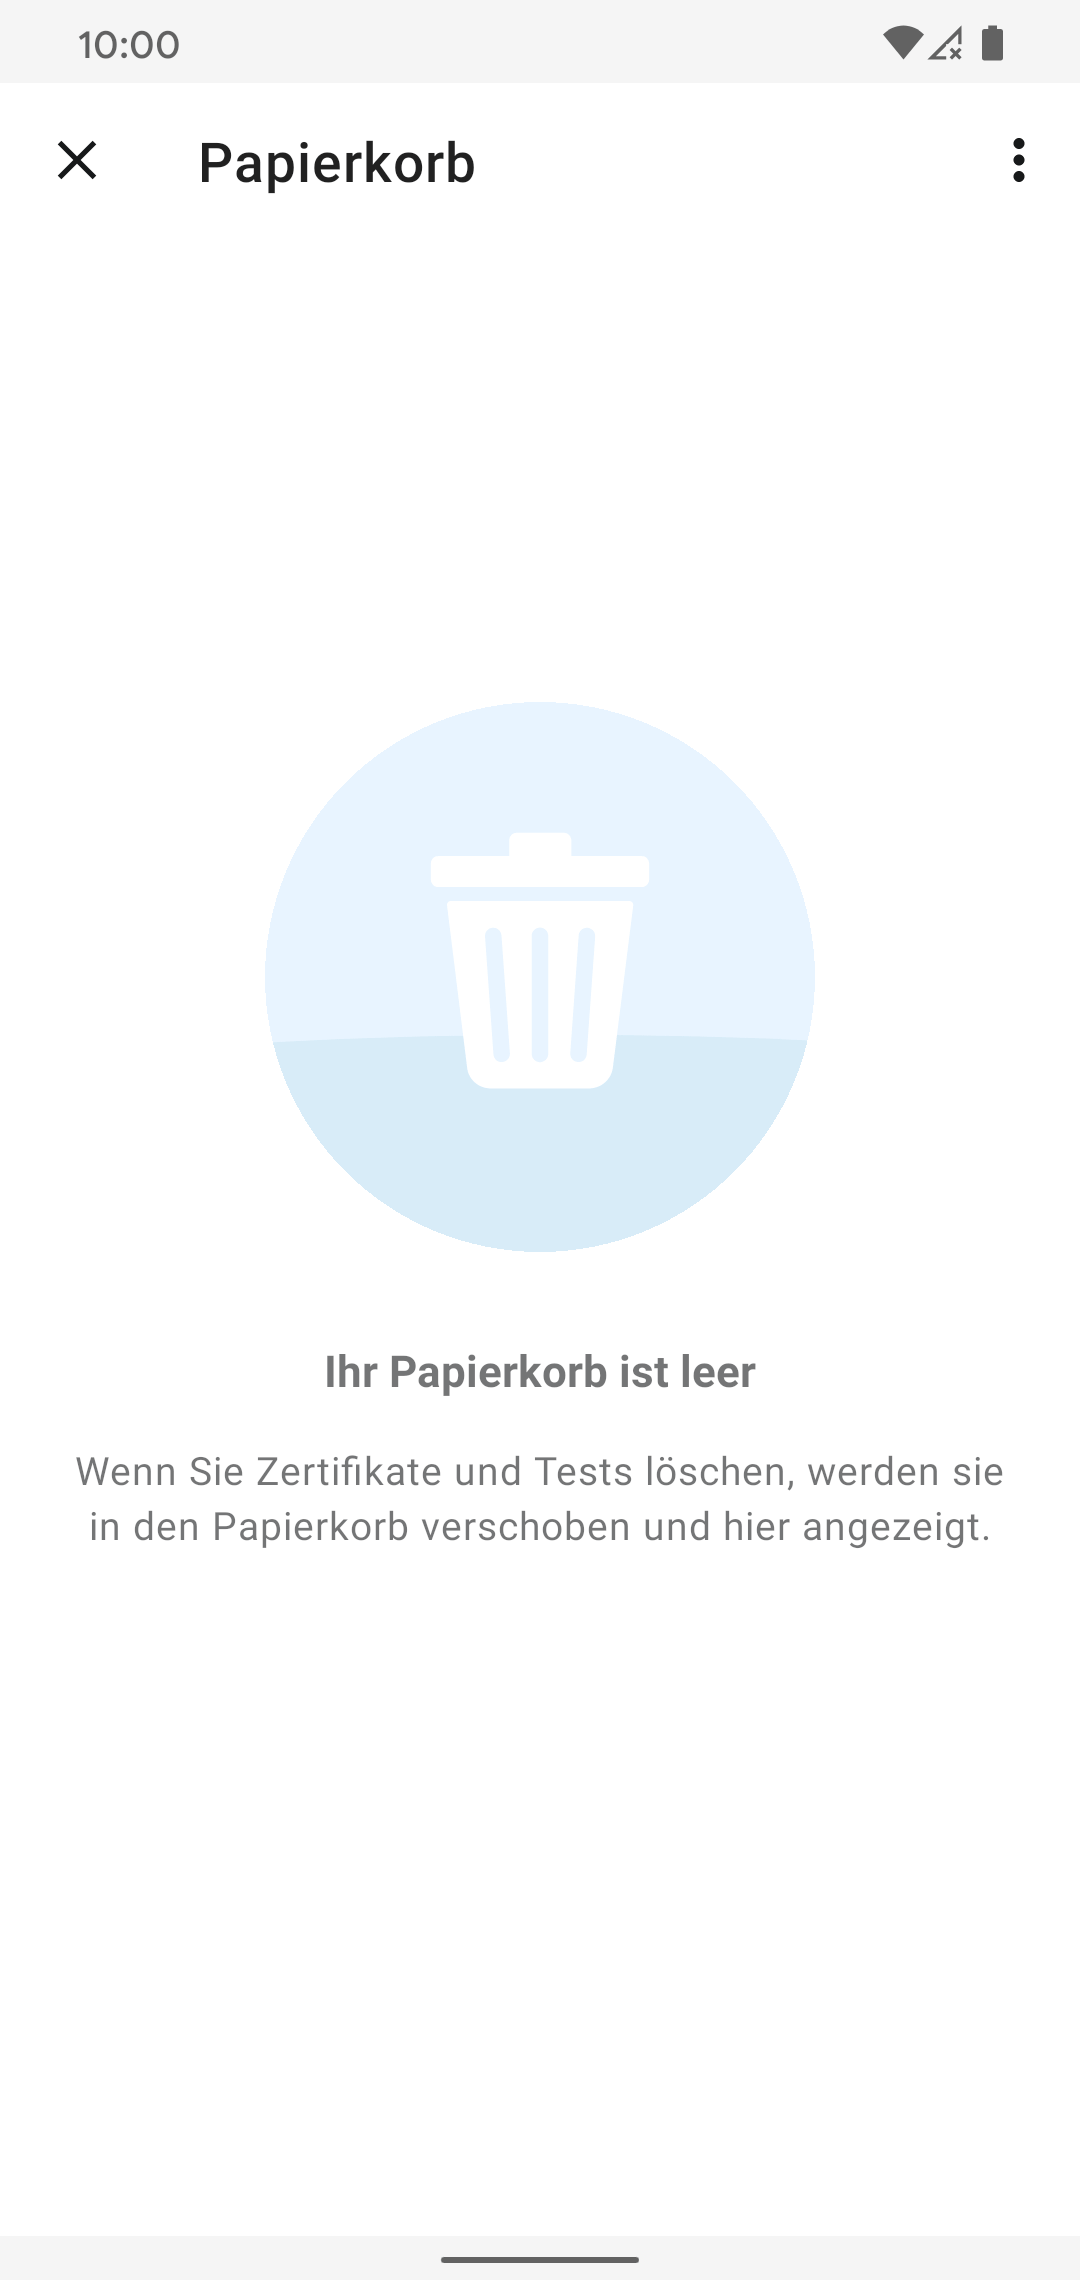 10:00
Papierkorb
Ihr Papierkorb ist leer
Wenn Sie Zertifikate und Tests löschen, werden sie
in den Papierkorb verschoben und hier angezeigt.